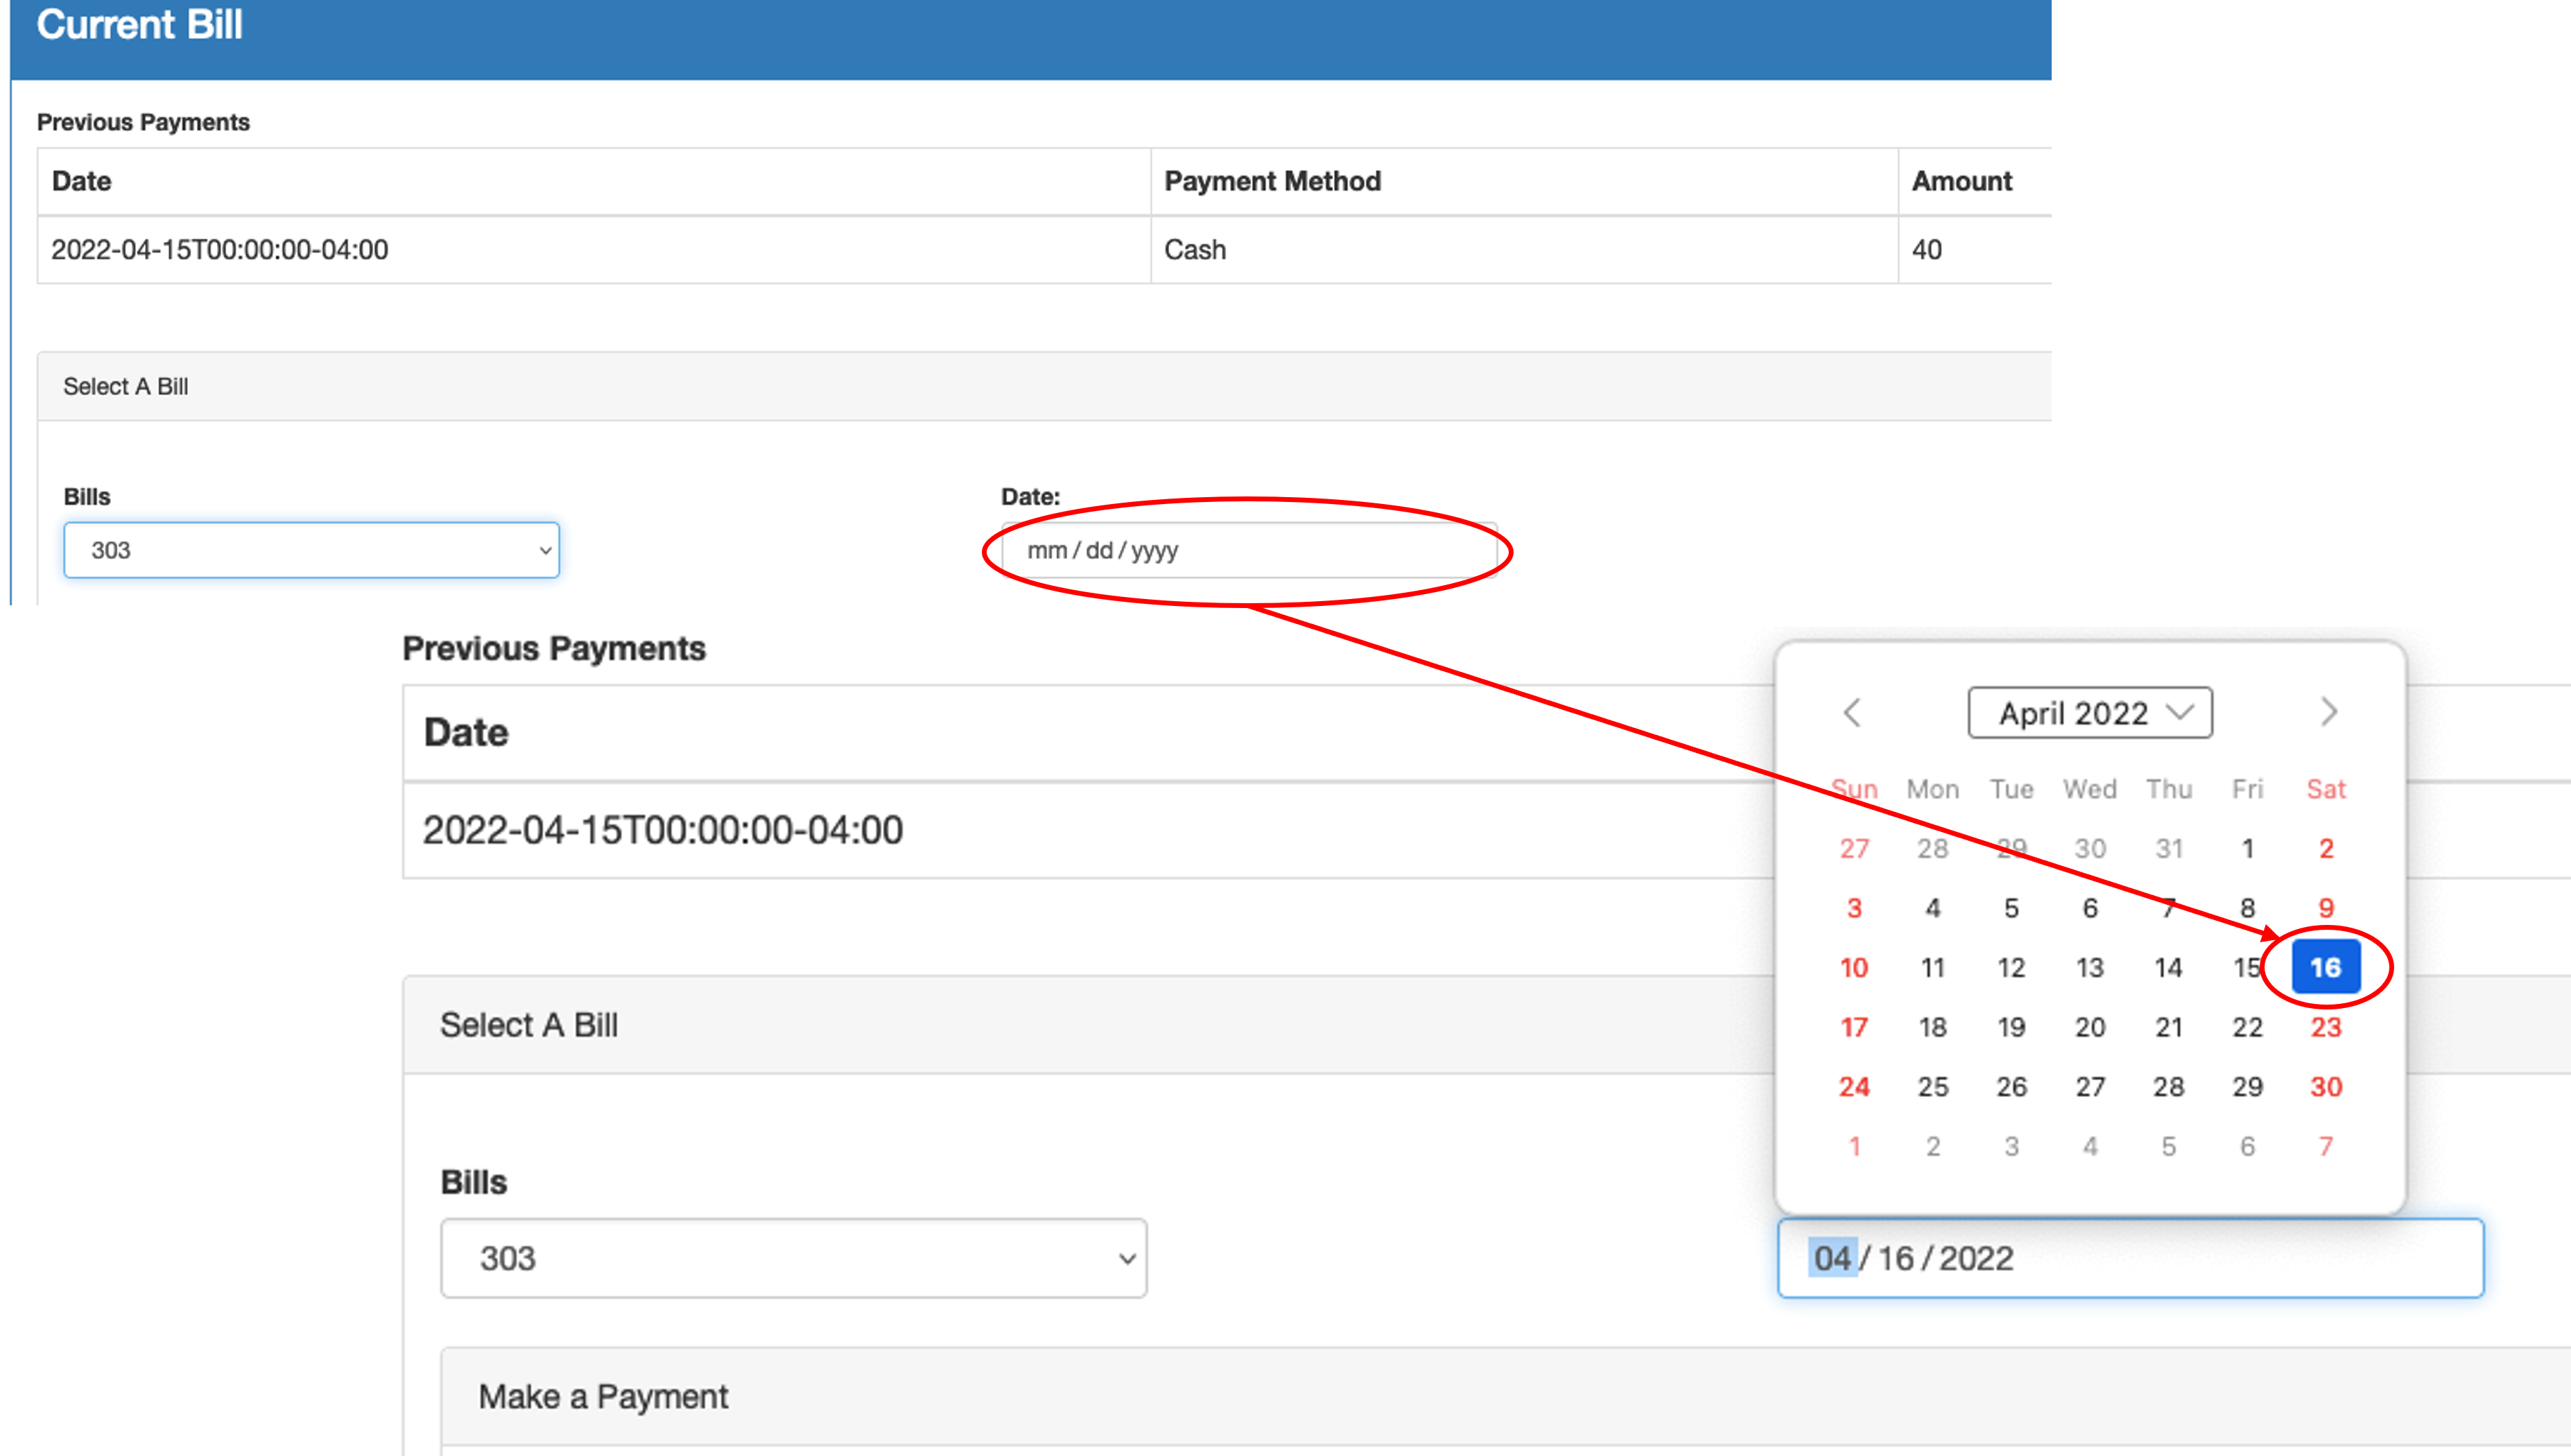 Current Bill
Previous Payments
Date Payment Method Amount
2022-04-15T00:00:00-04:00 Cash 40
Select A Bill
Bills Date:
303 mm / dd / yyyy
Previous Payments
Date
2022-04-15T00:00:00-04:00
Select A Bill
Bills
303
Make a Payment
April 2022
Sun Mon Tue Wed Thu Fri Sat
27 28 29 30 31 1 2
3 4 5 6 7 8 9
10 11 12 13 14 15 16
17 18 19 20 21 22 23
24 25 26 27 28 29 30
1 2 3 4 5 6 7
04 / 16 / 2022